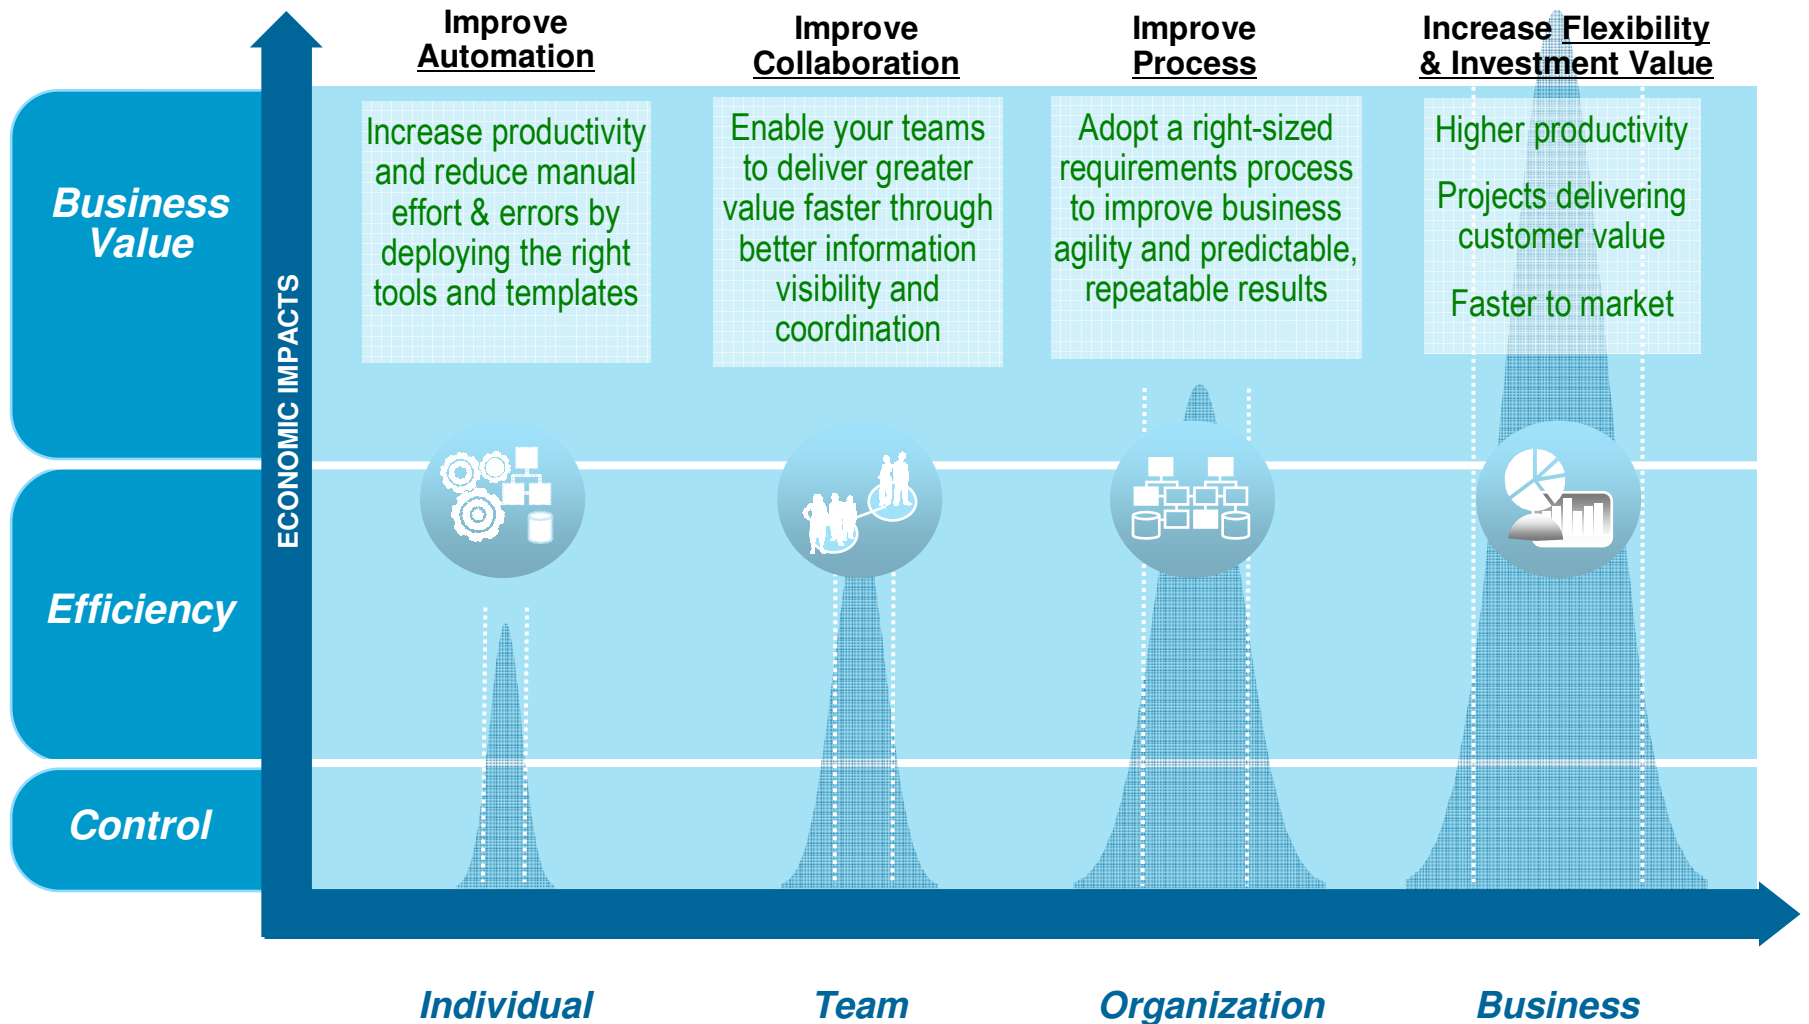 Improve
Automation
Improve
Collaboration
Improve
Process
Increase Flexibility
& Investment Value
Business
Value
Efficiency
Control
ECONOMIC IMPACTS
Increase productivity
and reduce manual
effort & errors by
deploying the right
tools and templates
Enable your teams
to deliver greater
value faster through
better information
visibility and
coordination
Adopt a right-sized
requirements process
to improve business
agility and predictable,
repeatable results
Higher productivity
Projects delivering
customer value
Faster to market
Individual
Team
Organization
Business